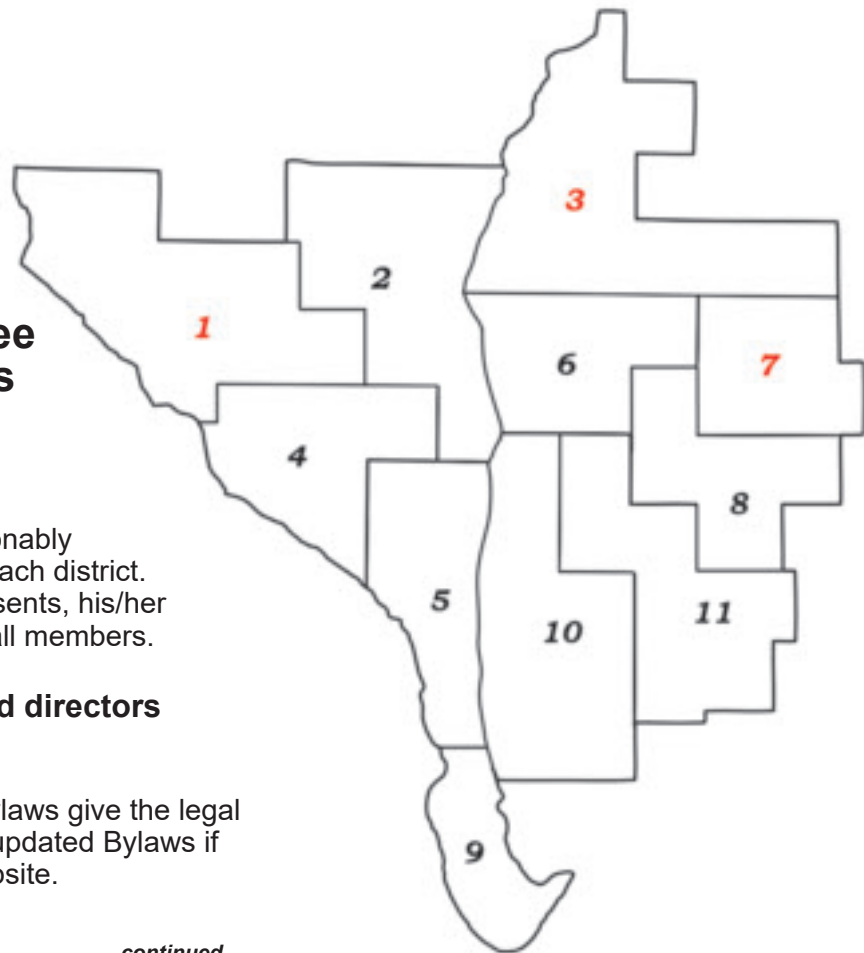 3
2
1
6
7
4
8
5
10
11
9
ee
s
onably
ach district.
sents, his/her
all members.
d directors
laws give the legal
updated Bylaws if
osite.
continued